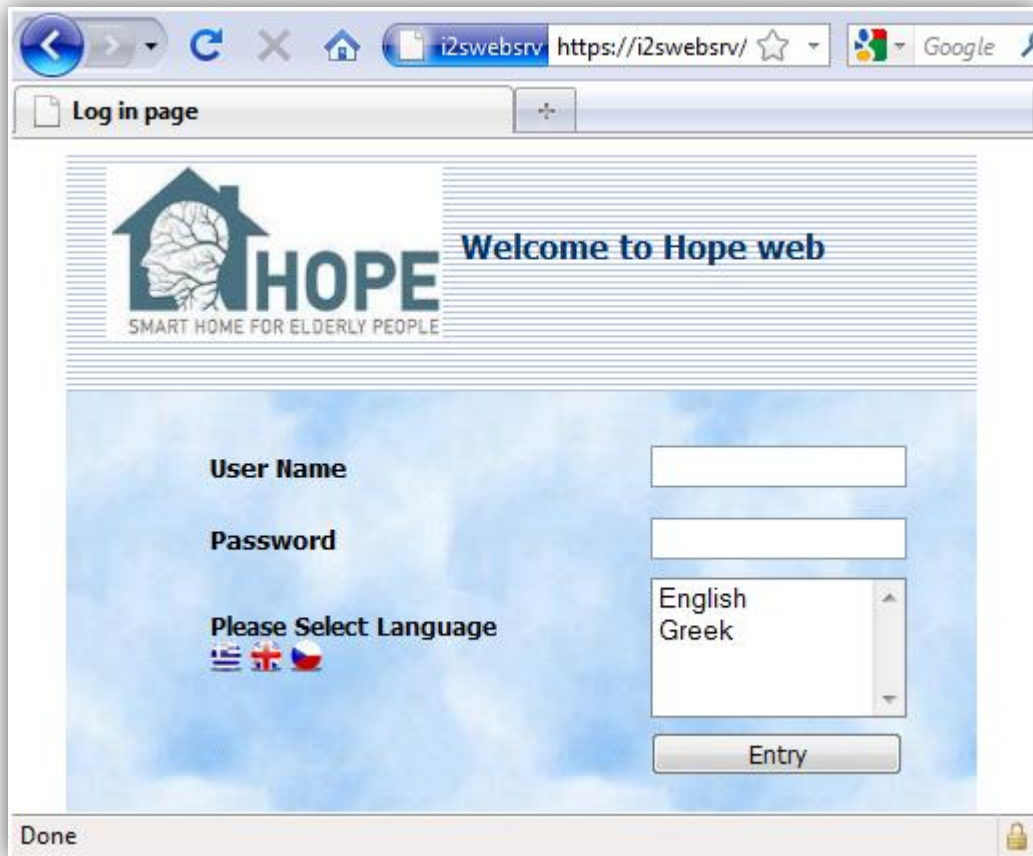 i2swebsrv https://i2swebsrv/ Google
Log in page
HOPE
SMART HOME FOR ELDERLY PEOPLE
Welcome to Hope web
User Name
Password
Please Select Language
English
Greek
Entry
Done